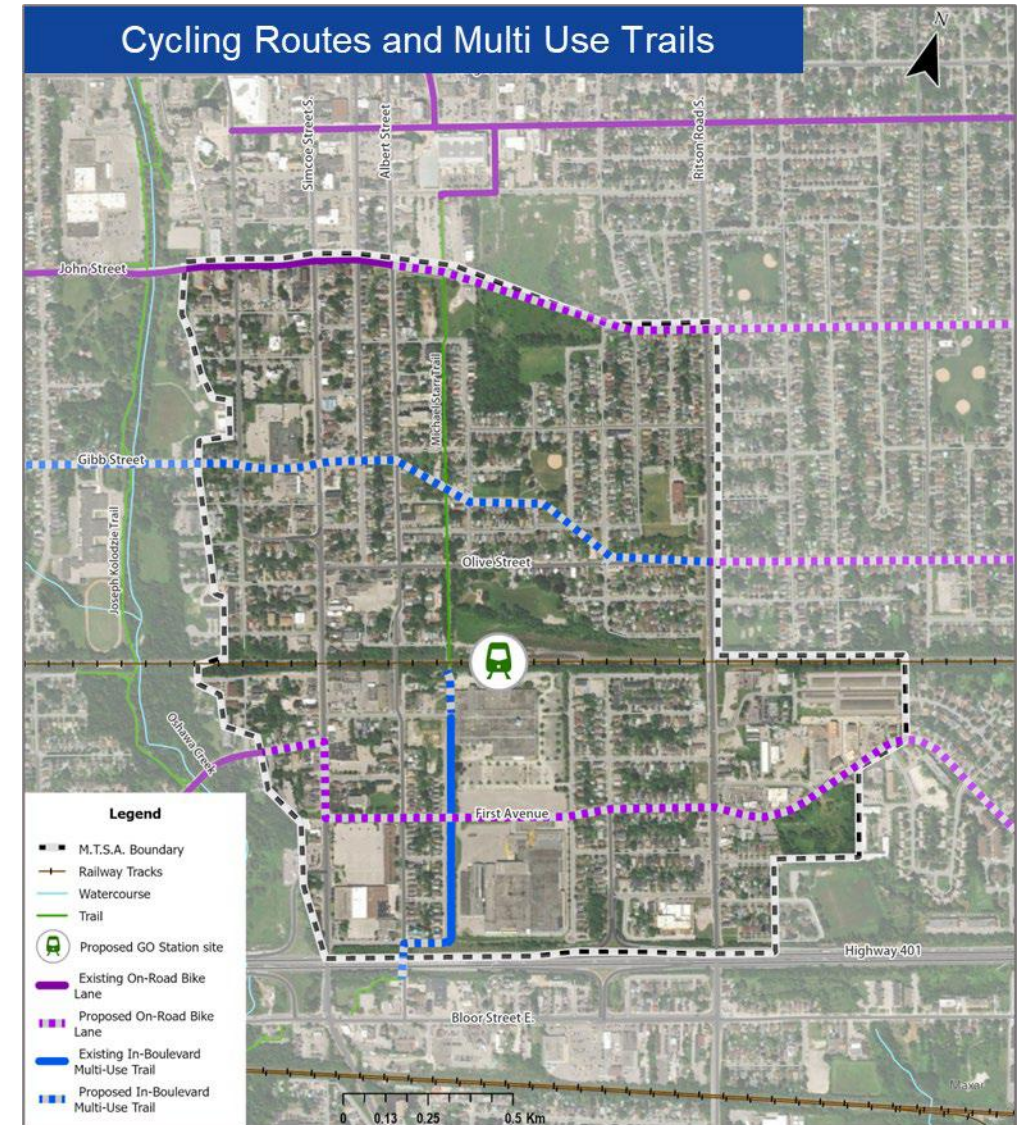 Cycling Routes and Multi Use Trails
N
Simcoe Street S.
Albert Street
Ritson Road S.
John Street
Michael Starr Trail
Gibb Street
Joseph Kolodzie Trail
Olive Street
Oshawa Creek
First Avenue
Highway 401
Bloor Street E.
Maxar
Legend
M.T.S.A. Boundary
Railway Tracks
Watercourse
Trail
Proposed GO Station site
Existing On-Road Bike
Lane
Proposed On-Road Bike
Lane
Existing In-Boulevard
Multi-Use Trail
Proposed In-Boulevard
Multi-Use Trail
0 0.13 0.25 0.5 Km